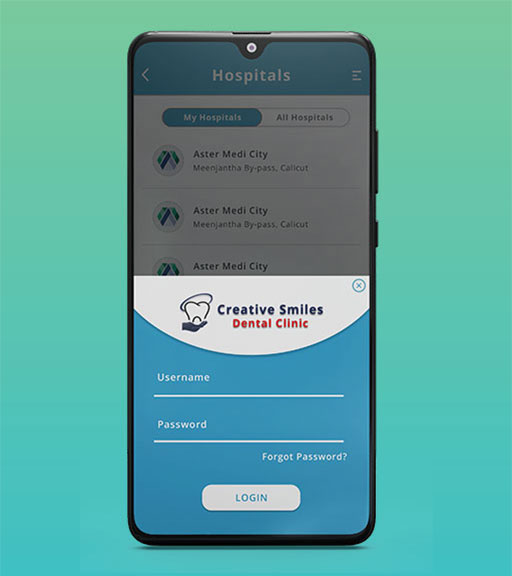 Hospitals
My Hospitals
All Hospitals
Aster Medi City
Meenjantha By-pass, Calicut
Aster Medi City
Meenjantha By-pass, Calicut
Aster Medi City
Creative Smiles
Dental Clinic
Username
Password
Forgot Password?
LOGIN